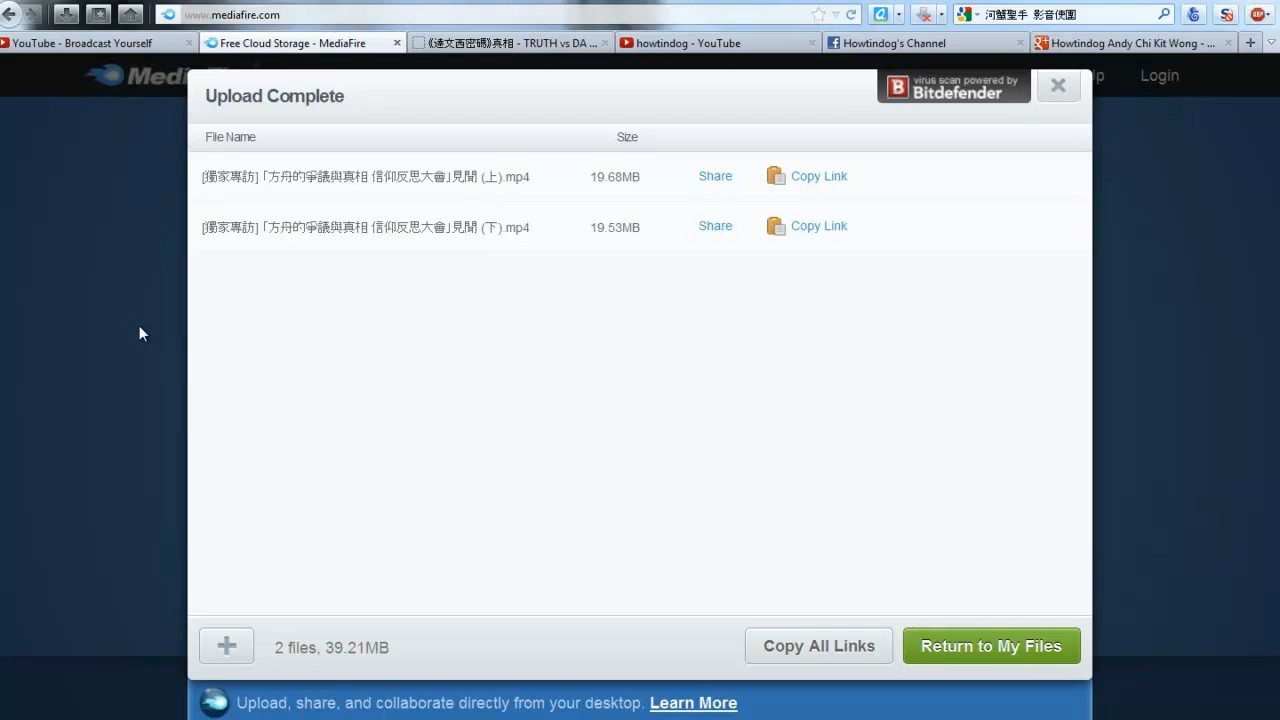 www.mediafire.com
河蟹聖手 影音使團
YouTube - Broadcast Yourself
Free Cloud Storage - MediaFire
《達文西密碼》真相 - TRUTH vs DA ...
howtindog - YouTube
Howtindog's Channel
Howtindog Andy Chi Kit Wong - ...
Login
Upload Complete
virus scan powered by
Bitdefender
File Name
Size
[獨家專訪] 「方舟的爭議與真相 信仰反思大會」見聞 (上).mp4
19.68MB
Share
Copy Link
[獨家專訪] 「方舟的爭議與真相 信仰反思大會」見聞 (下).mp4
19.53MB
Share
Copy Link
2 files, 39.21MB
Copy All Links
Return to My Files
Upload, share, and collaborate directly from your desktop. Learn More